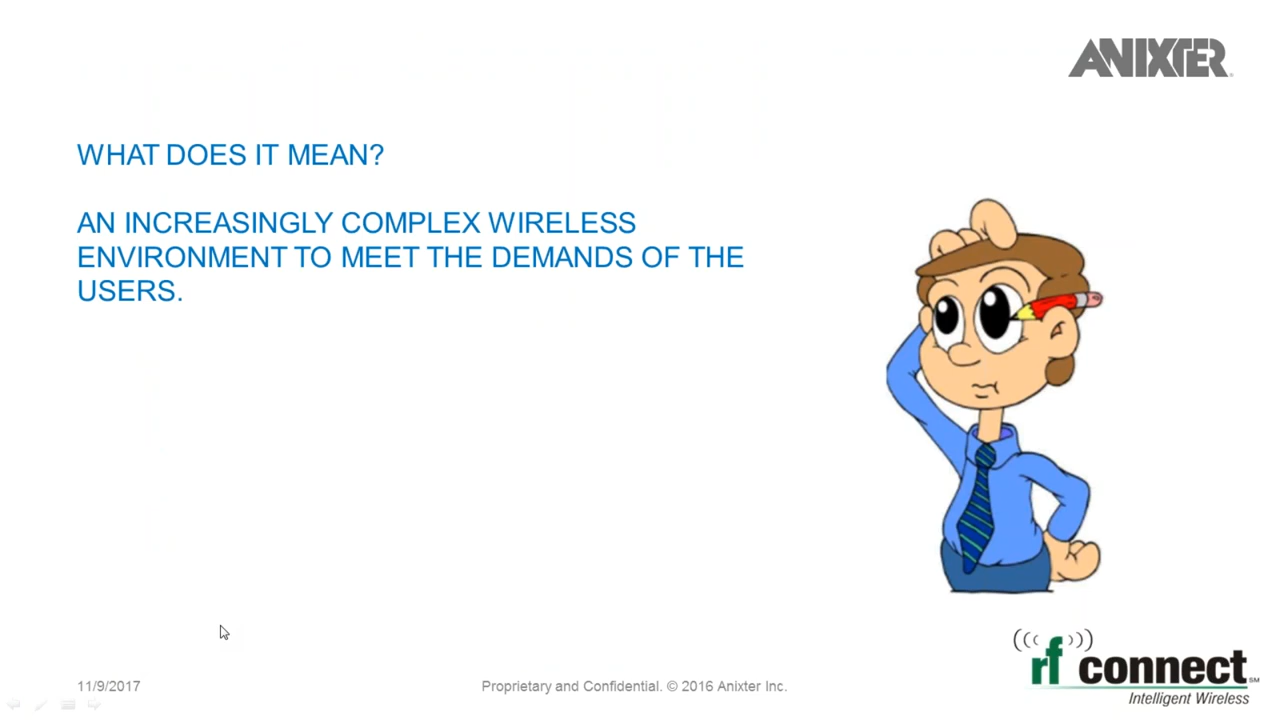 ANIXTER
WHAT DOES IT MEAN?
AN INCREASINGLY COMPLEX WIRELESS
ENVIRONMENT TO MEET THE DEMANDS OF THE
USERS.
rf connect SM
Intelligent Wireless
11/9/2017
Proprietary and Confidential. © 2016 Anixter Inc.